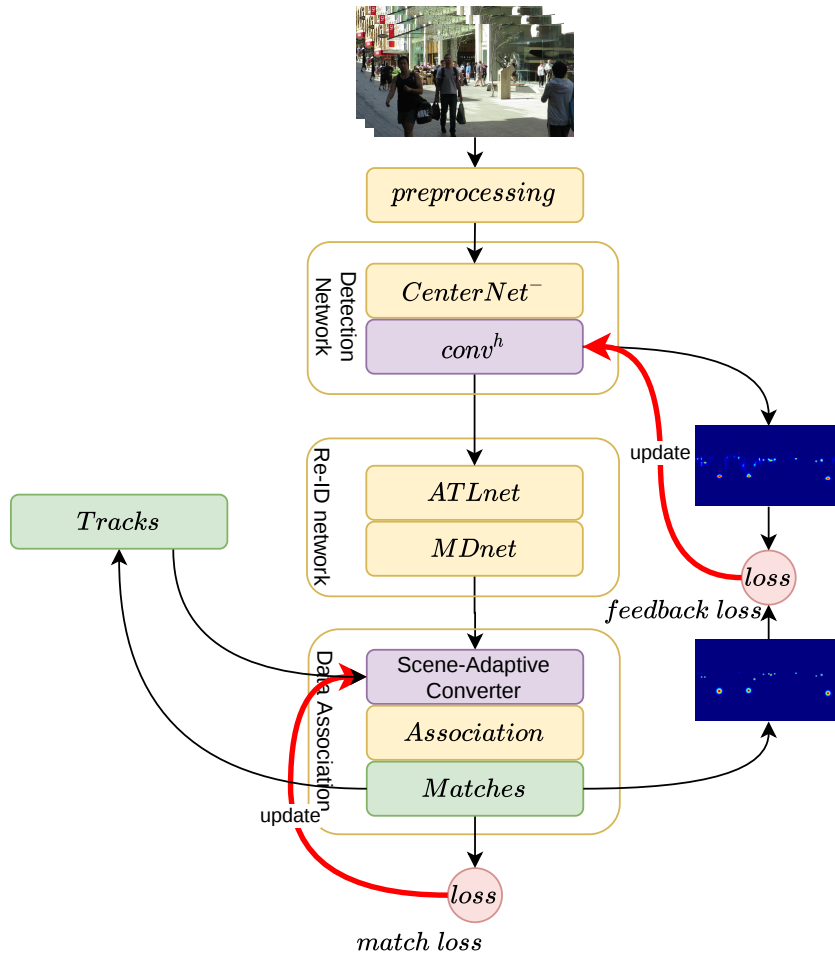 preprocessing
Detection
Network
CenterNet⁻
convʰ
update
Re-ID network
ATLnet
MDnet
Tracks
loss
feedback loss
Data Association
Scene-Adaptive
Converter
Association
Matches
update
loss
match loss